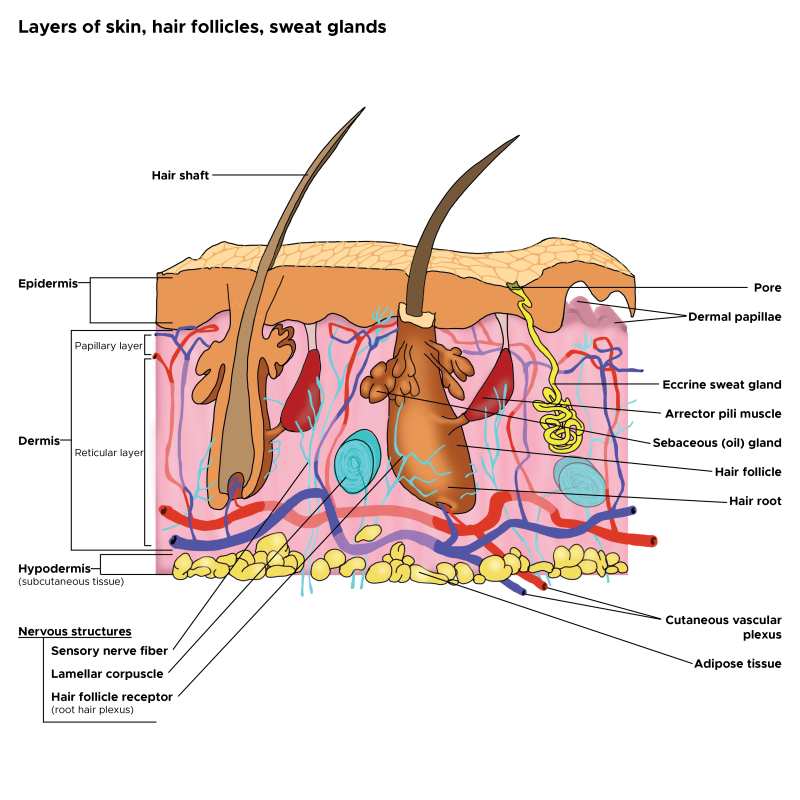 Layers of skin, hair follicles, sweat glands
Hair shaft
Epidermis
Pore
Dermal papillae
Papillary layer
Eccrine sweat gland
Arrector pili muscle
Dermis
Sebaceous (oil) gland
Reticular layer
Hair follicle
Hair root
Hypodermis
(subcutaneous tissue)
Nervous structures
Sensory nerve fiber
Lamellar corpuscle
Hair follicle receptor
(root hair plexus)
Cutaneous vascular
plexus
Adipose tissue